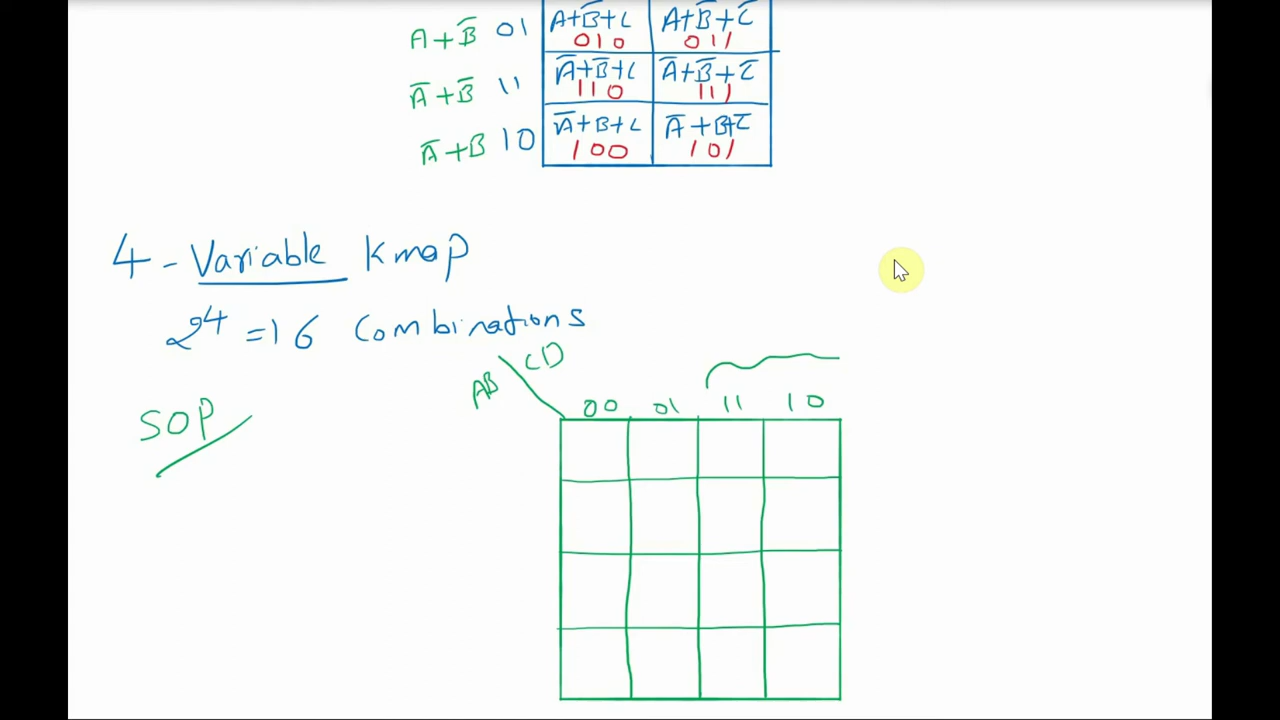 A+B̅ 01 A+B̅+C A+B̅+C̅
010 011
A̅+B̅ 11 A̅+B̅+C A̅+B̅+C̅
110 111
A̅+B 10 A̅+B+C A̅+B+C̅
100 101
4-Variable Kmap
2⁴=16 Combinations
SOP
AB CD
00 01 11 10